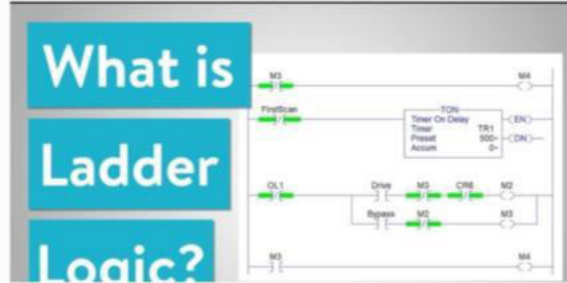 What is
Ladder
Logic?
M3 M4
FirstScan
TON
Timer On Delay
Timer TR1
Preset 500
Accum 0
EN
DN
OL1 Drive M3 CR6 M2
Bypass M2 M3
M3 M4